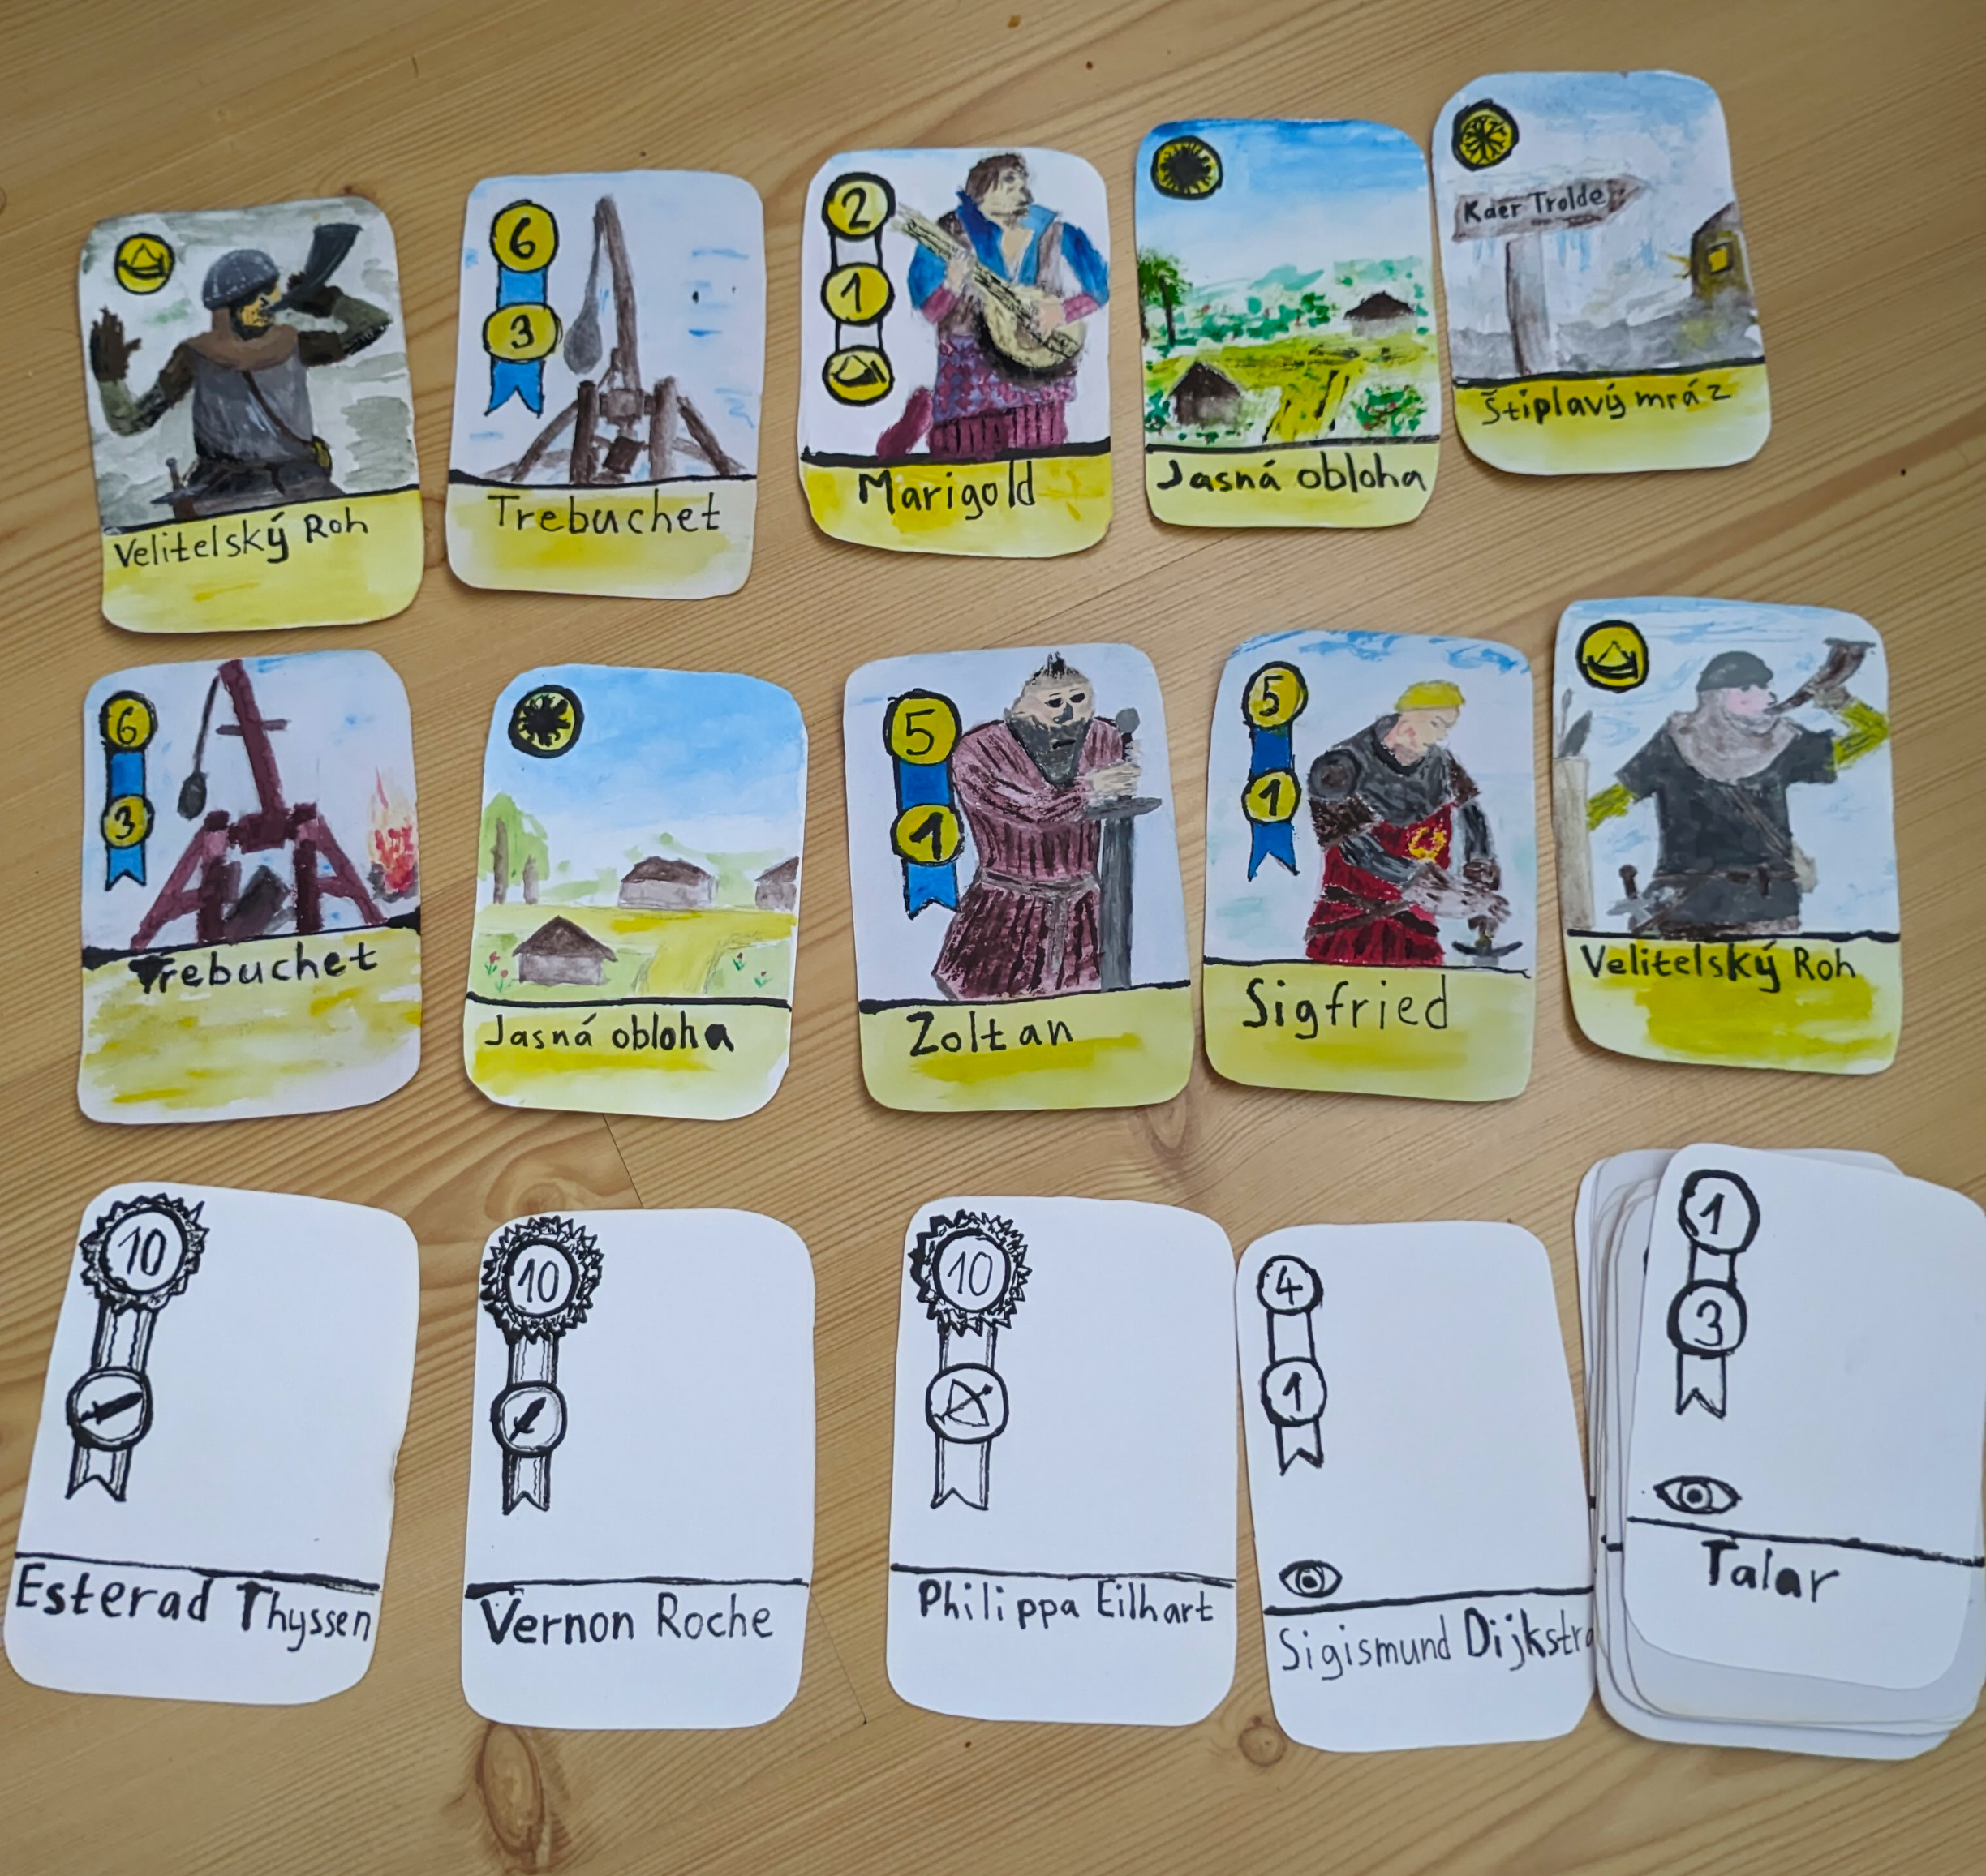 Velitelský Roh
6
3
Trebuchet
2
1
Marigold
Jasná obloha
Kaer Trolde
Štiplavý mráz
6
3
Trebuchet
Jasná obloha
5
1
Zoltan
5
1
Sigfried
Velitelský Roh
10
Esterad Thyssen
10
Vernon Roche
10
Philippa Eilhart
4
1
Sigismund Dijkstra
1
3
Talar